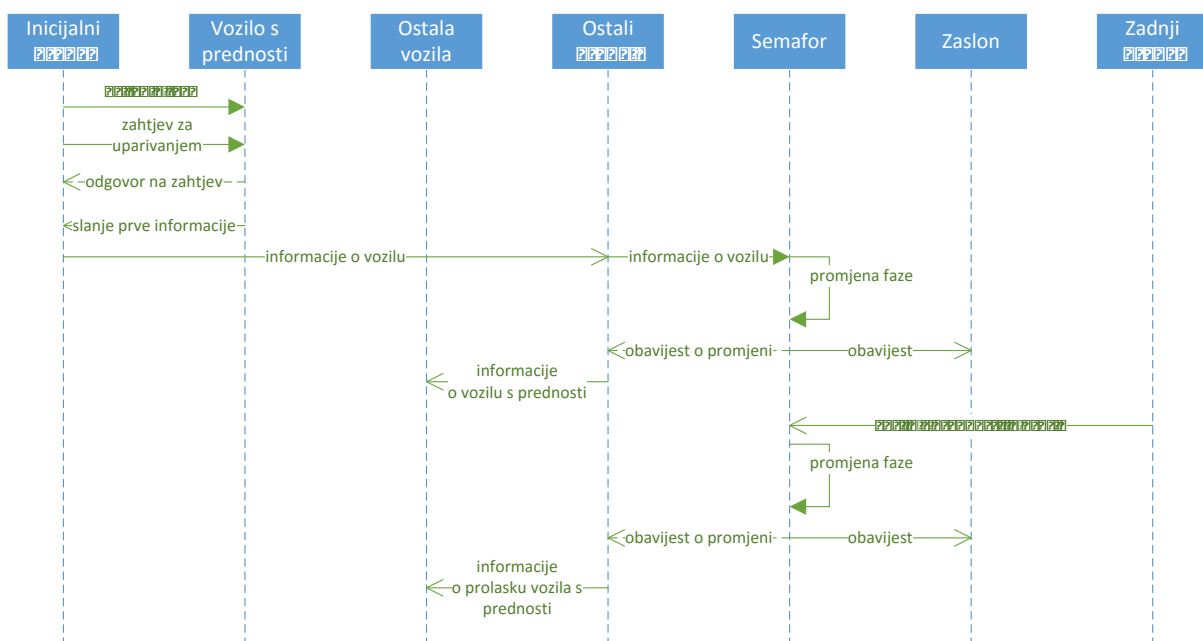 Inicijalni
Vozilo s
prednosti
Ostala
vozila
Ostali
Semafor
Zaslon
Zadnji
zahtjev za
uparivanjem
odgovor na zahtjev
slanje prve informacije
informacije o vozilu
informacije o vozilu
promjena faze
obavijest o promjeni
obavijest
informacije
o vozilu s prednosti
promjena faze
obavijest o promjeni
obavijest
informacije
o prolasku vozila s
prednosti